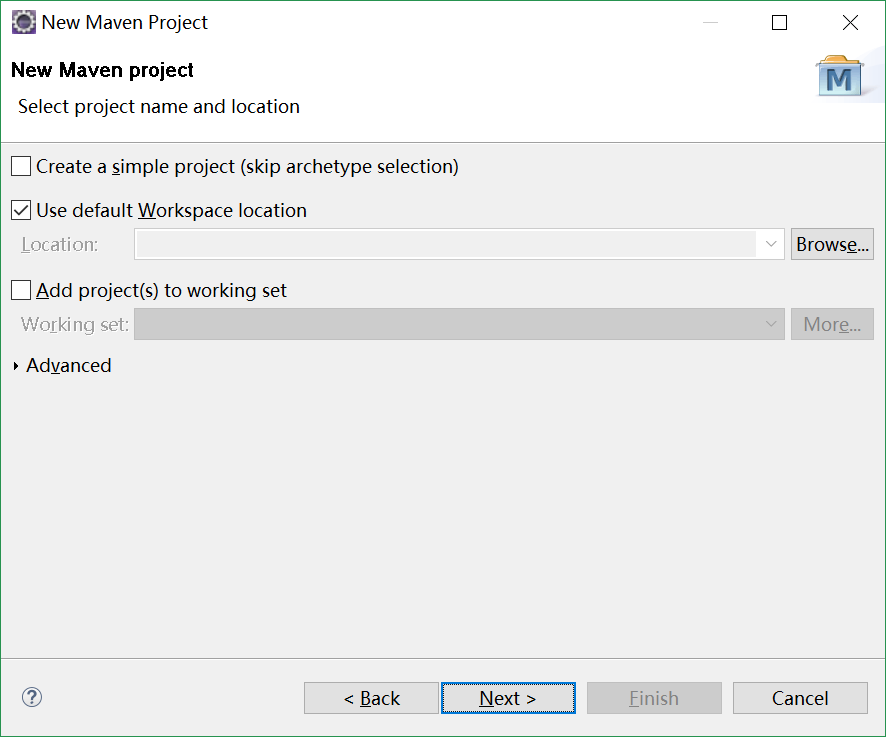 New Maven Project
New Maven project
Select project name and location
M
Create a simple project (skip archetype selection)
Use default Workspace location
Location:
Browse...
Add project(s) to working set
Working set:
More...
Advanced
?
< Back
Next >
Finish
Cancel